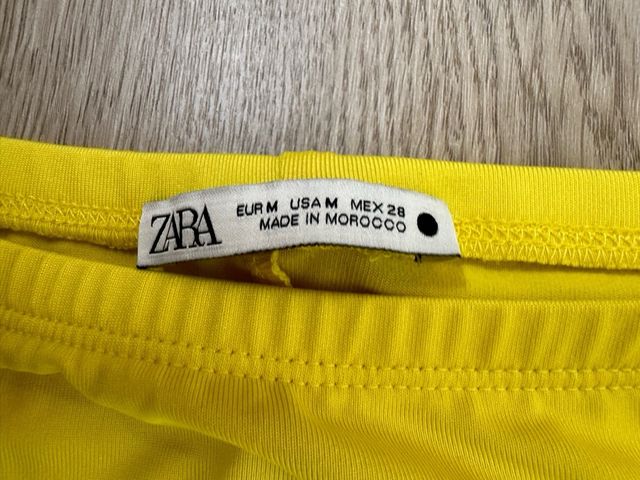 ZARA
EUR M USA M MEX 28
MADE IN MOROCCO